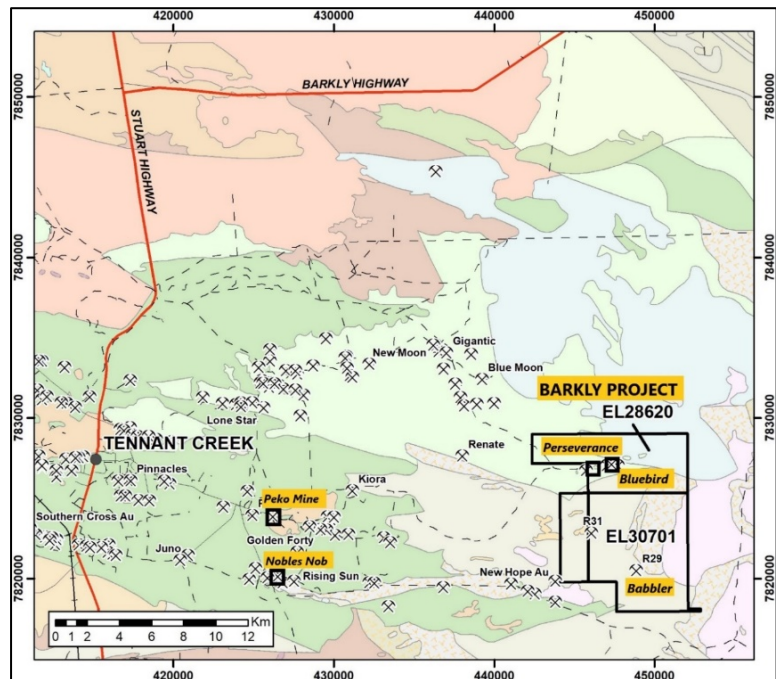 420000
430000
440000
450000
7850000
7850000
BARKLY HIGHWAY
STUART HIGHWAY
7840000
7840000
Gigantic
New Moon
Blue Moon
BARKLY PROJECT
EL28620
7830000
7830000
Lone Star
TENNANT CREEK
Renate
Perseverance
Bluebird
Pinnacles
Kiora
Peko Mine
Southern Cross Au
R31
EL30701
Golden Forty
Juno
R29
Nobles Nob
Rising Sun
New Hope Au
Babbler
7820000
7820000
Km
0 1 2 4 6 8 10 12
420000
430000
440000
450000